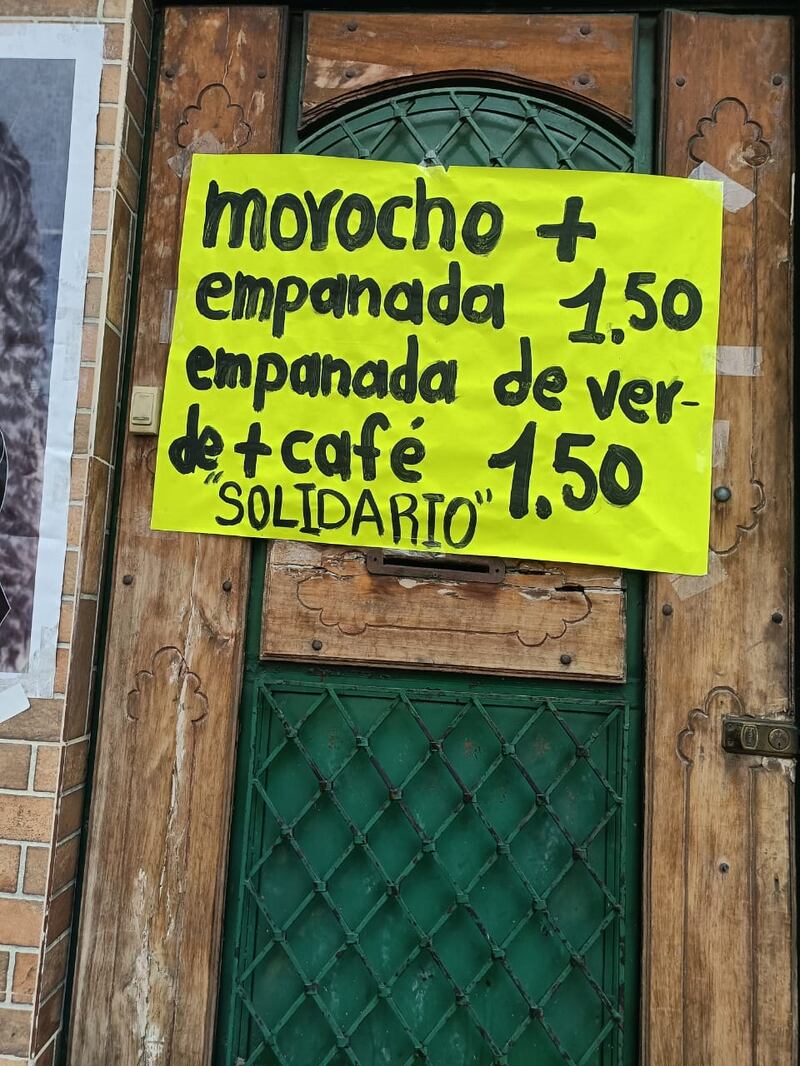 morocho +
empanada 1.50
empanada de ver-
de + café 1.50
"SOLIDARIO"